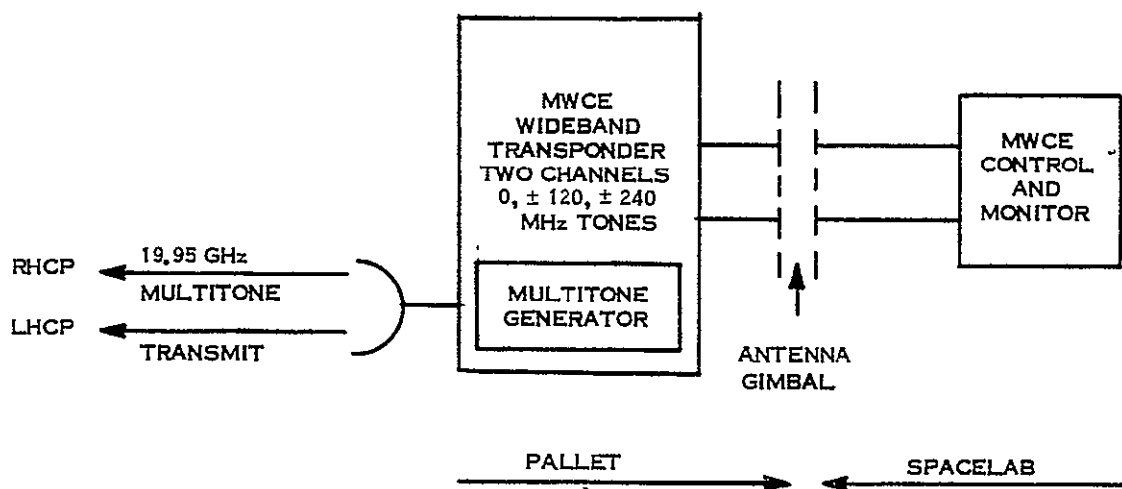 MWCE
WIDEBAND
TRANSPONDER
TWO CHANNELS
0, ± 120, ± 240
MHz TONES
MULTITONE
GENERATOR
RHCP
19.95 GHz
MULTITONE
LHCP
TRANSMIT
ANTENNA
GIMBAL
MWCE
CONTROL
AND
MONITOR
PALLET
SPACELAB